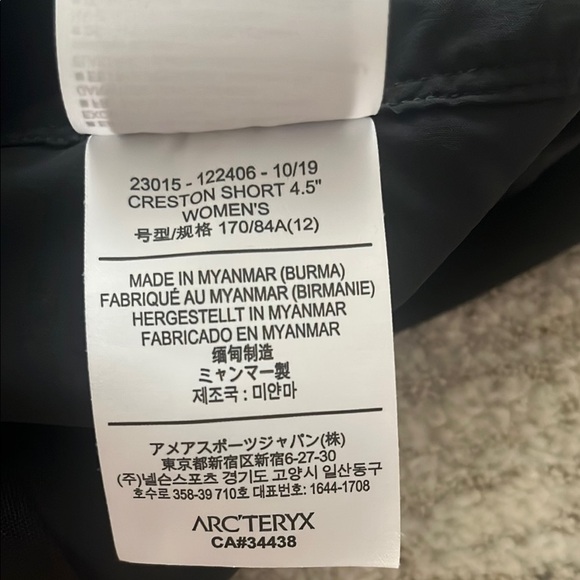 23015 - 122406 - 10/19
CRESTON SHORT 4.5"
WOMEN'S
号型/规格 170/84A(12)
MADE IN MYANMAR (BURMA)
FABRIQUÉ AU MYANMAR (BIRMANIE)
HERGESTELLT IN MYANMAR
FABRICADO EN MYANMAR
缅甸制造
ミャンマー製
제조국 : 미얀마
アメアスポーツジャパン(株)
東京都新宿区新宿6-27-30
(주)넬슨스포츠 경기도 고양시 일산동구
호수로 358-39 710호 대표번호: 1644-1708
ARC'TERYX
CA#34438